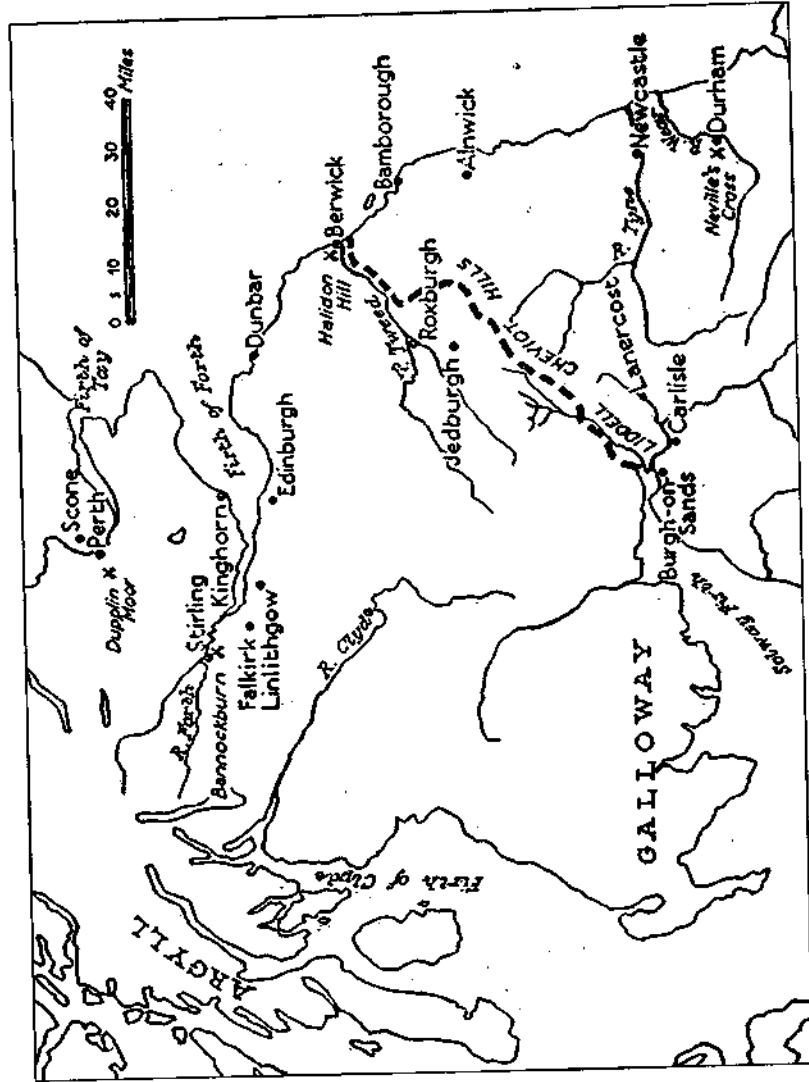 0 5 10 20 30 40
Miles
Scone
Perth
Dupplin
Moor
Firth of
Tay
Stirling
Kinghorne
Firth of Forth
R. Forth
Bannockburn
Falkirk
Linlithgow
Edinburgh
Dunbar
Halidon
Hill
Berwick
Bamborough
Alnwick
R. Tweed
Roxburgh
Jedburgh
CHEVIOT HILLS
LIDDELL
R. Clyde
Firth of Clyde
ARGYLL
GALLOWAY
Solway Firth
Burgh-on
Sands
Carlisle
Lanercost
R. Tyne
Newcastle
Neville's
Cross
Durham